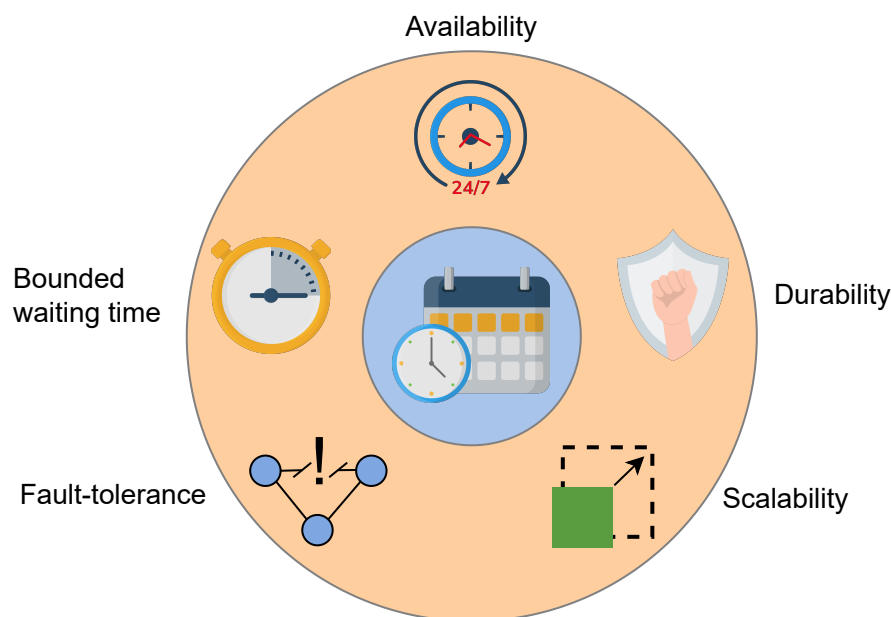 Availability
24/7
Bounded
waiting time
Durability
Fault-tolerance
!
Scalability